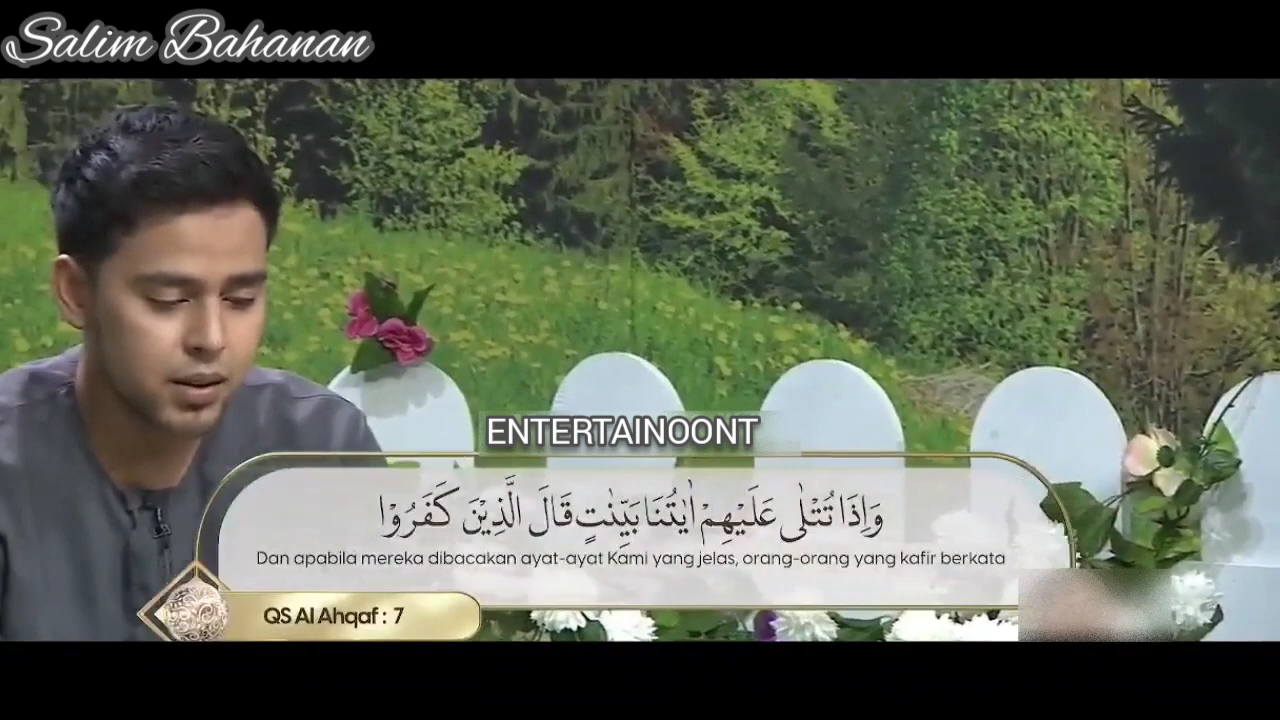 Salim Bahanan
ENTERTAINOONT
وَاِذَا تُتْلٰى عَلَيْهِمْ اٰيٰتُنَا بَيِّنٰتٍ قَالَ الَّذِيْنَ كَفَرُوْا
Dan apabila mereka dibacakan ayat-ayat Kami yang jelas, orang-orang yang kafir berkata
QS Al Ahqaf : 7